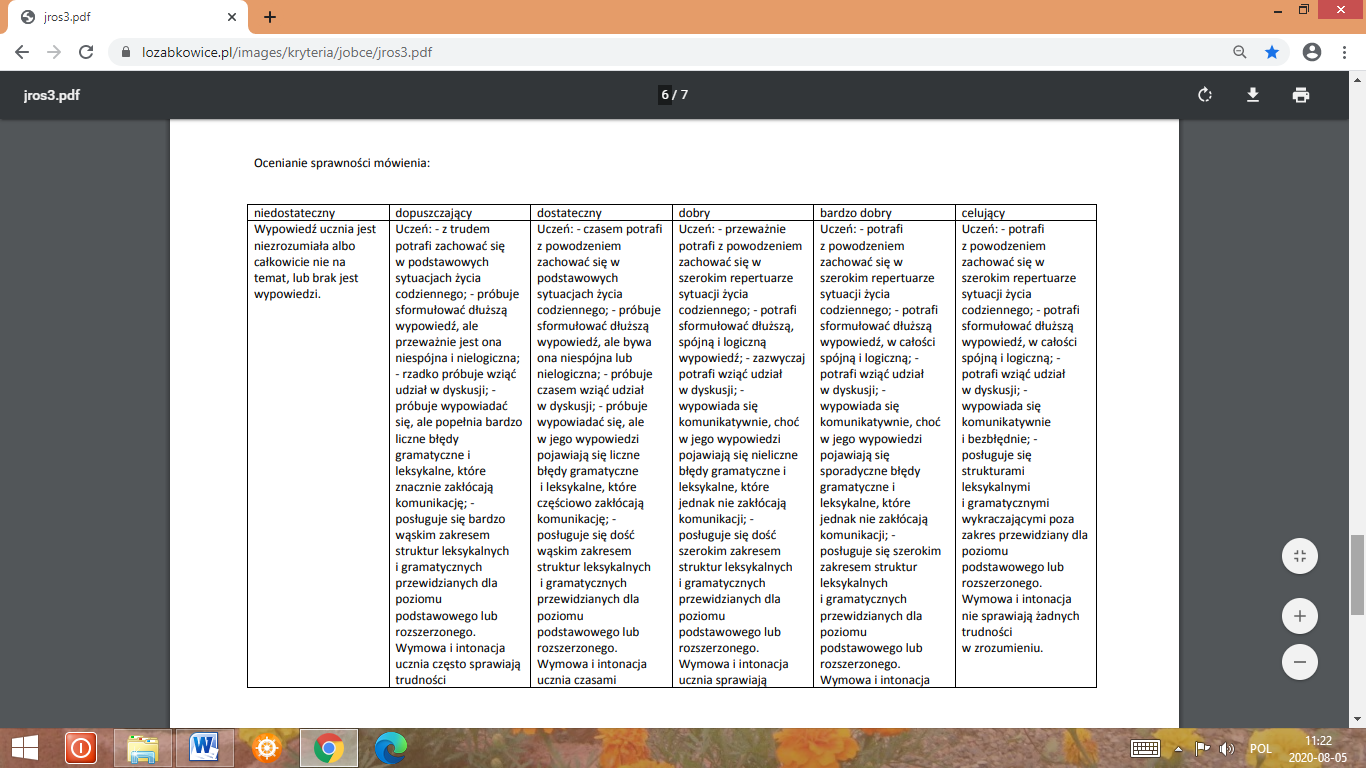 jros3.pdf
lozabkowice.pl/images/kryteria/jobce/jros3.pdf
jros3.pdf
6 / 7
Ocenianie sprawności mówienia:
niedostateczny
Wypowiedź ucznia jest
niezrozumiała albo
całkowicie nie na
temat, lub brak jest
wypowiedzi.
dopuszczający
Uczeń: - z trudem
potrafi zachować się
w podstawowych
sytuacjach życia
codziennego; - próbuje
sformułować dłuższą
wypowiedź, ale
przeważnie jest ona
niespójna i nielogiczna;
- rzadko próbuje wziąć
udział w dyskusji; -
próbuje wypowiadać
się, ale popełnia bardzo
liczne błędy
gramatyczne i
leksykalne, które
znacznie zakłócają
komunikację; -
posługuje się bardzo
wąskim zakresem
struktur leksykalnych
i gramatycznych
przewidzianych dla
poziomu
podstawowego lub
rozszerzonego.
Wymowa i intonacja
ucznia często sprawiają
trudności
dostateczny
Uczeń: - czasem potrafi
z powodzeniem
zachować się w
podstawowych
sytuacjach życia
codziennego; - próbuje
sformułować dłuższą
wypowiedź, ale bywa
ona niespójna lub
nielogiczna; - próbuje
czasem wziąć udział
w dyskusji; - próbuje
wypowiadać się, ale
w jego wypowiedzi
pojawiają się liczne
błędy gramatyczne
i leksykalne, które
częściowo zakłócają
komunikację; -
posługuje się dość
wąskim zakresem
struktur leksykalnych
i gramatycznych
przewidzianych dla
poziomu
podstawowego lub
rozszerzonego.
Wymowa i intonacja
ucznia czasami
dobry
Uczeń: - przeważnie
potrafi z powodzeniem
zachować się w
szerokim repertuarze
sytuacji życia
codziennego; - potrafi
sformułować dłuższą,
spójną i logiczną
wypowiedź; - zazwyczaj
potrafi wziąć udział
w dyskusji; -
wypowiada się
komunikatywnie, choć
w jego wypowiedzi
pojawiają się nieliczne
błędy gramatyczne i
leksykalne, które
jednak nie zakłócają
komunikacji; -
posługuje się dość
szerokim zakresem
struktur leksykalnych
i gramatycznych
przewidzianych dla
poziomu
podstawowego lub
rozszerzonego.
Wymowa i intonacja
ucznia sprawiają
bardzo dobry
Uczeń: - potrafi
z powodzeniem
zachować się w
szerokim repertuarze
sytuacji życia
codziennego; - potrafi
sformułować dłuższą
wypowiedź, w całości
spójną i logiczną; -
potrafi wziąć udział
w dyskusji; -
wypowiada się
komunikatywnie, choć
w jego wypowiedzi
pojawiają się
sporadyczne błędy
gramatyczne i
leksykalne, które
jednak nie zakłócają
komunikacji; -
posługuje się szerokim
zakresem struktur
leksykalnych
i gramatycznych
przewidzianych dla
poziomu
podstawowego lub
rozszerzonego.
Wymowa i intonacja
celujący
Uczeń: - potrafi
z powodzeniem
zachować się w
szerokim repertuarze
sytuacji życia
codziennego; - potrafi
sformułować dłuższą
wypowiedź, w całości
spójną i logiczną; -
potrafi wziąć udział
w dyskusji; -
wypowiada się
komunikatywnie
i bezbłędnie; -
posługuje się
strukturami
leksykalnymi
i gramatycznymi
wykraczającymi poza
zakres przewidziany dla
poziomu
podstawowego lub
rozszerzonego.
Wymowa i intonacja
nie sprawiają żadnych
trudności
w zrozumieniu.
POL
11:22
2020-08-05